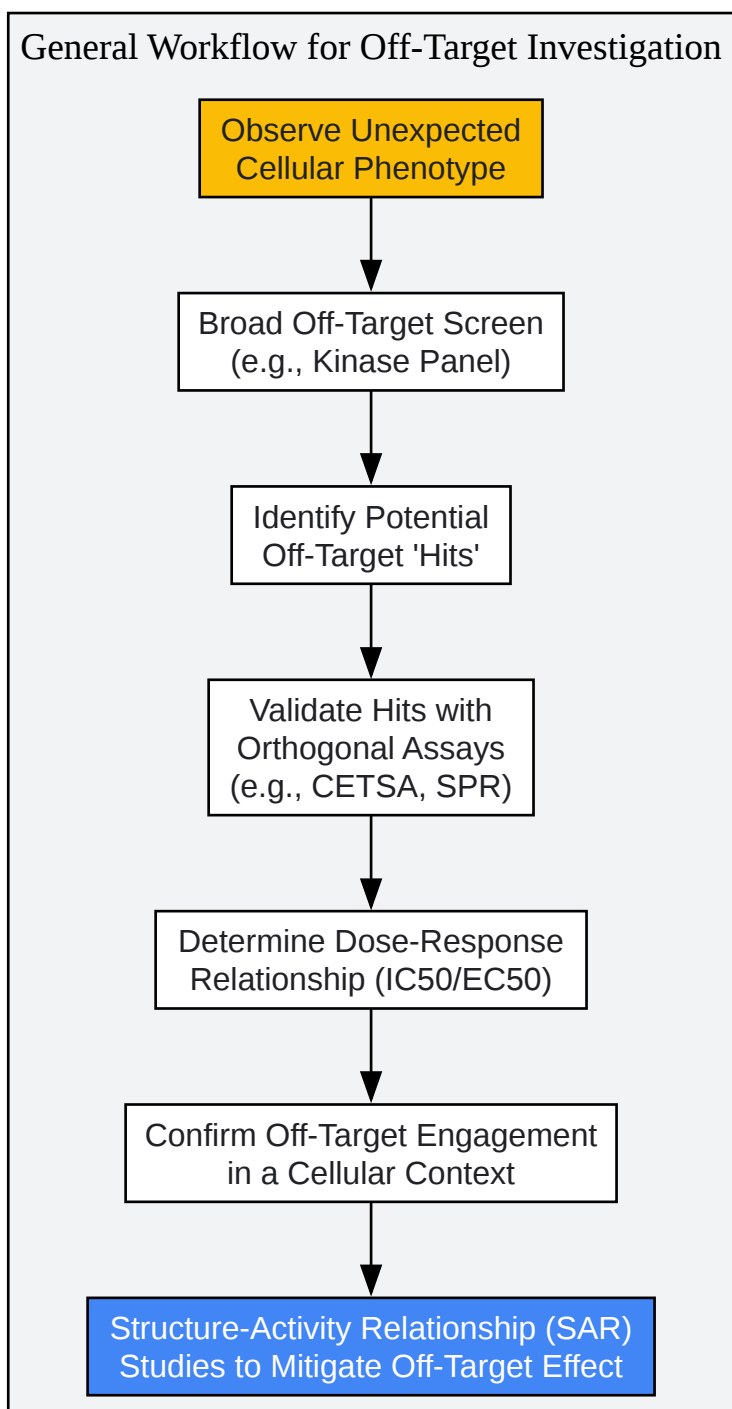 General Workflow for Off-Target Investigation
Observe Unexpected
Cellular Phenotype
Broad Off-Target Screen
(e.g., Kinase Panel)
Identify Potential
Off-Target 'Hits'
Validate Hits with
Orthogonal Assays
(e.g., CETSA, SPR)
Determine Dose-Response
Relationship (IC50/EC50)
Confirm Off-Target Engagement
in a Cellular Context
Structure-Activity Relationship (SAR)
Studies to Mitigate Off-Target Effect